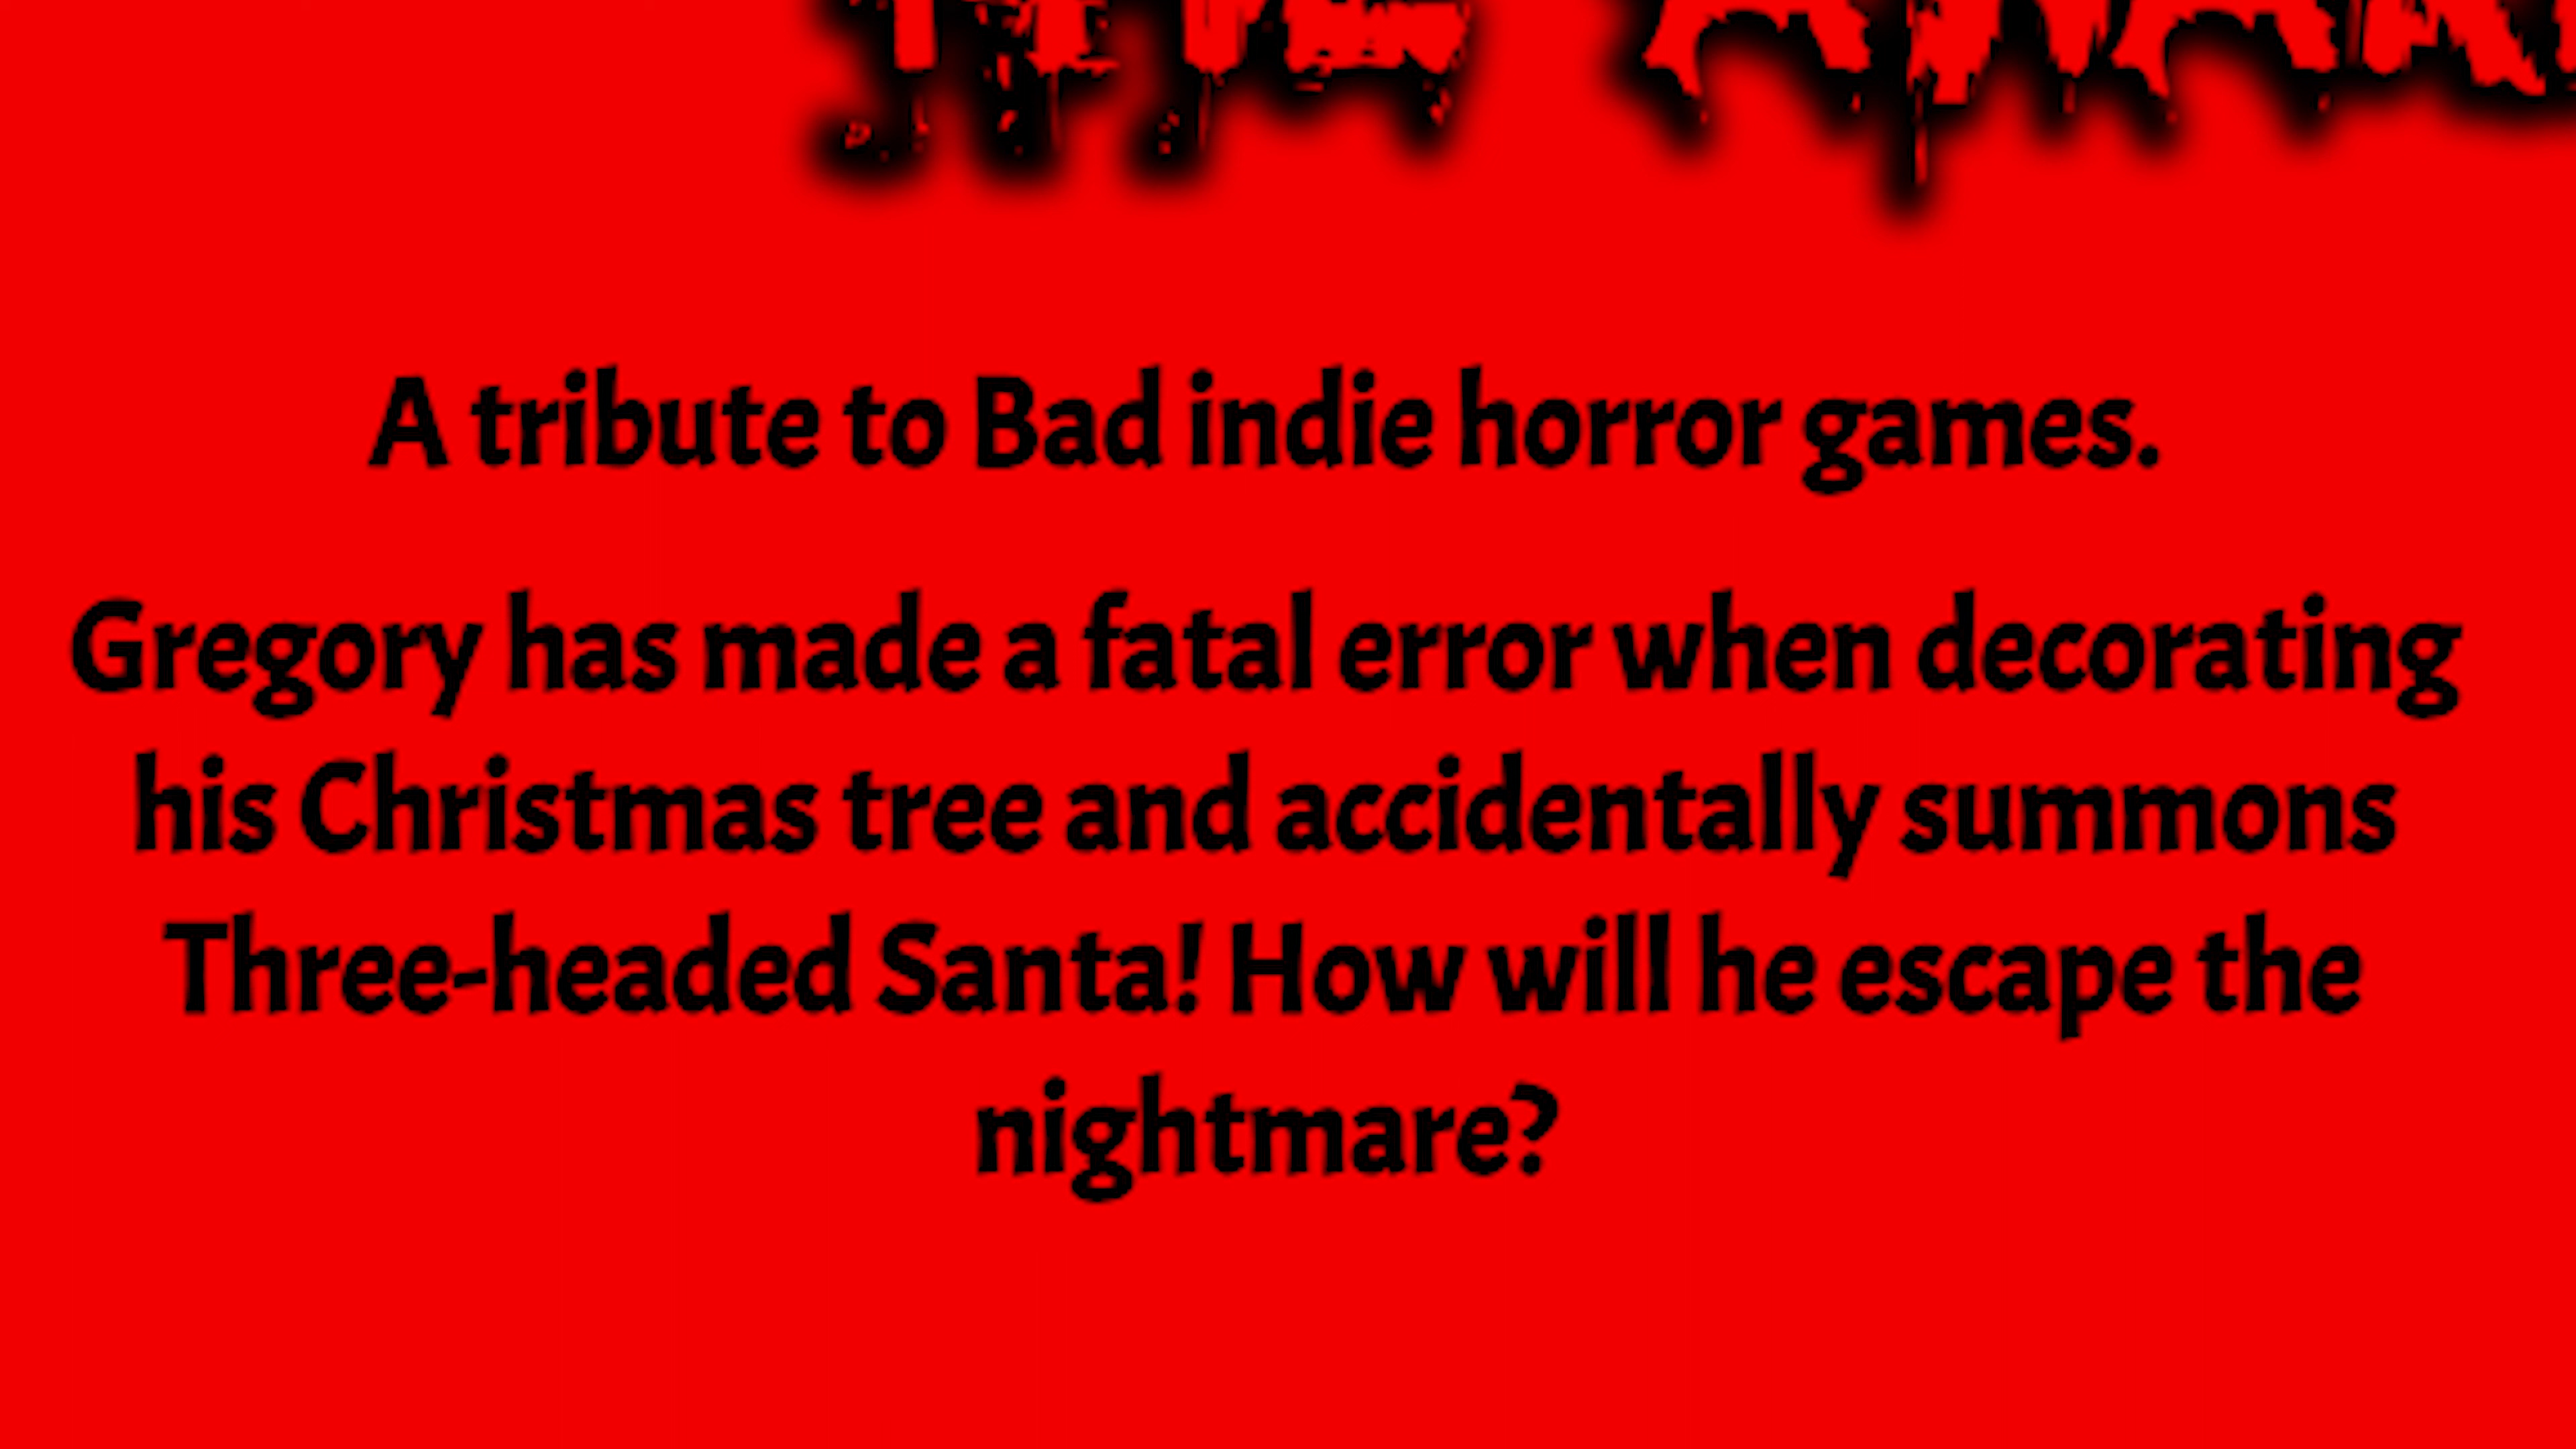 A tribute to Bad indie horror games.
Gregory has made a fatal error when decorating
his Christmas tree and accidentally summons
Three-headed Santa! How will he escape the
nightmare?